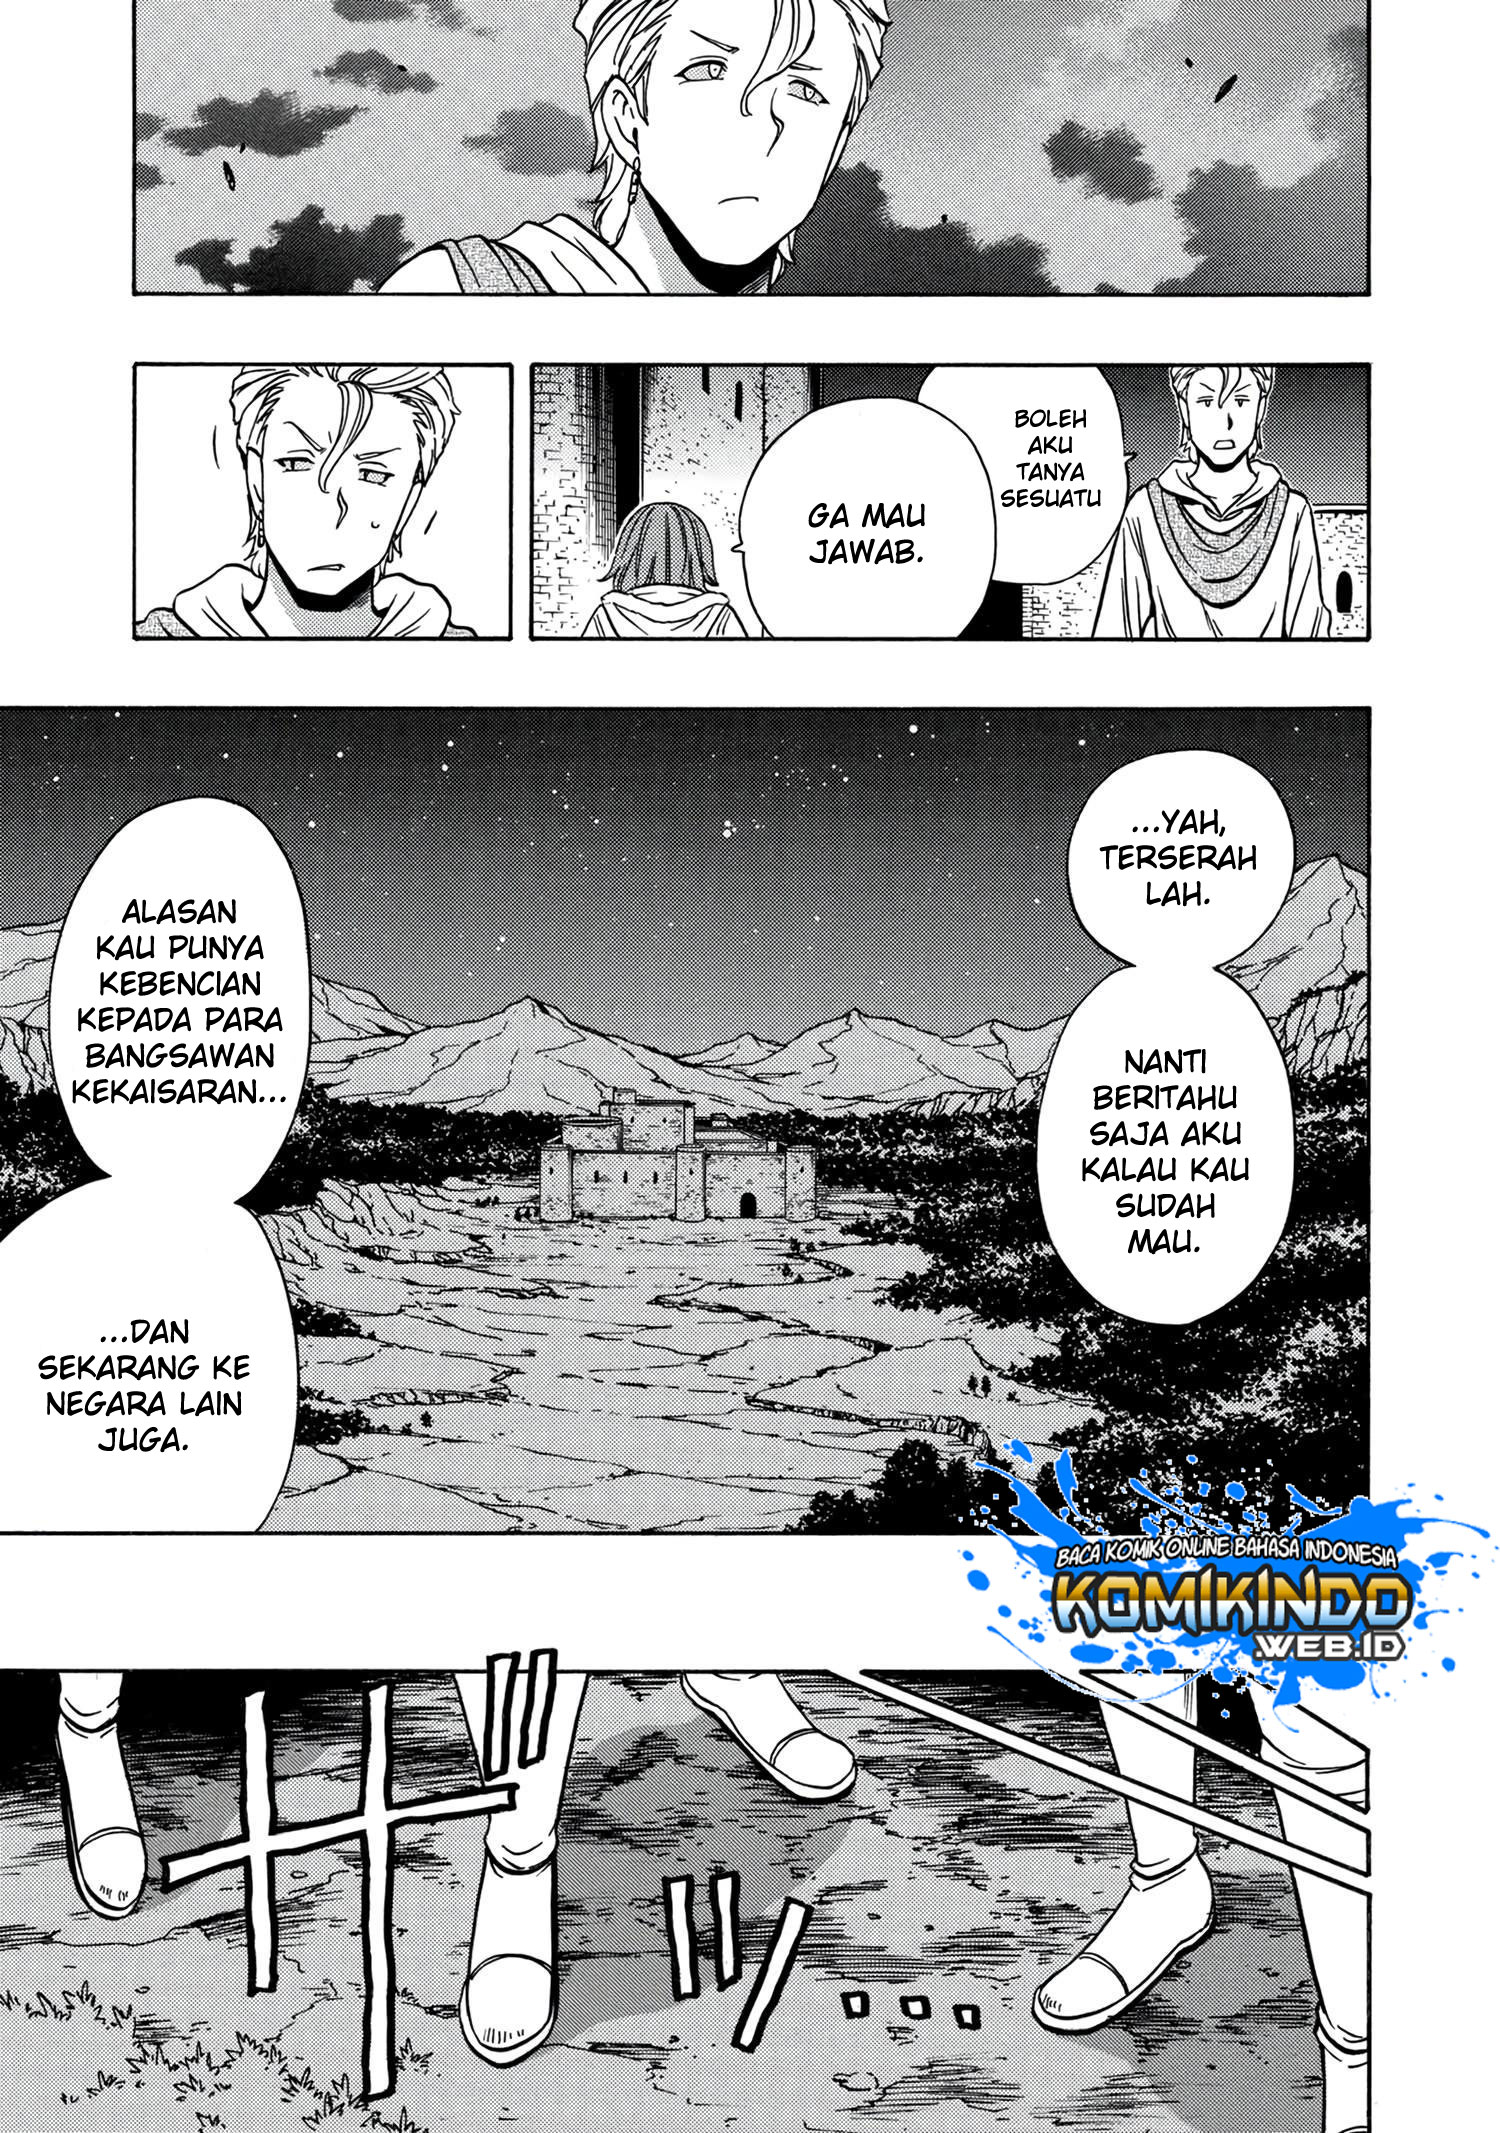 BOLEH
AKU
TANYA
SESUATU
GA MAU
JAWAB.
...YAH,
TERSERAH
LAH.
NANTI
BERITAHU
SAJA AKU
KALAU KAU
SUDAH
MAU.
ALASAN
KAU PUNYA
KEBENCIAN
KEPADA PARA
BANGSAWAN
KEKAISARAN...
...DAN
SEKARANG KE
NEGARA LAIN
JUGA.
BACA KOMIK ONLINE BAHASA INDONESIA
KOMIKINDO
.WEB.ID
ザッ…